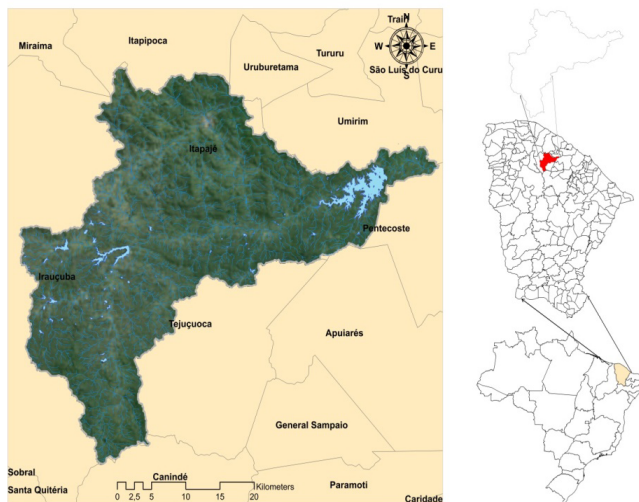 Trairi
N
Miraima
Itapipoca
Tururu
W
E
Uruburetama
S
São Luís do Curu
Umirim
Itapajê
Pentecoste
Irauçuba
Tejuçuoca
Apuiarés
General Sampaio
Sobral
Canindé
Santa Quitéria
Kilometers
0 2,5 5 10 15 20
Paramoti
Caridade